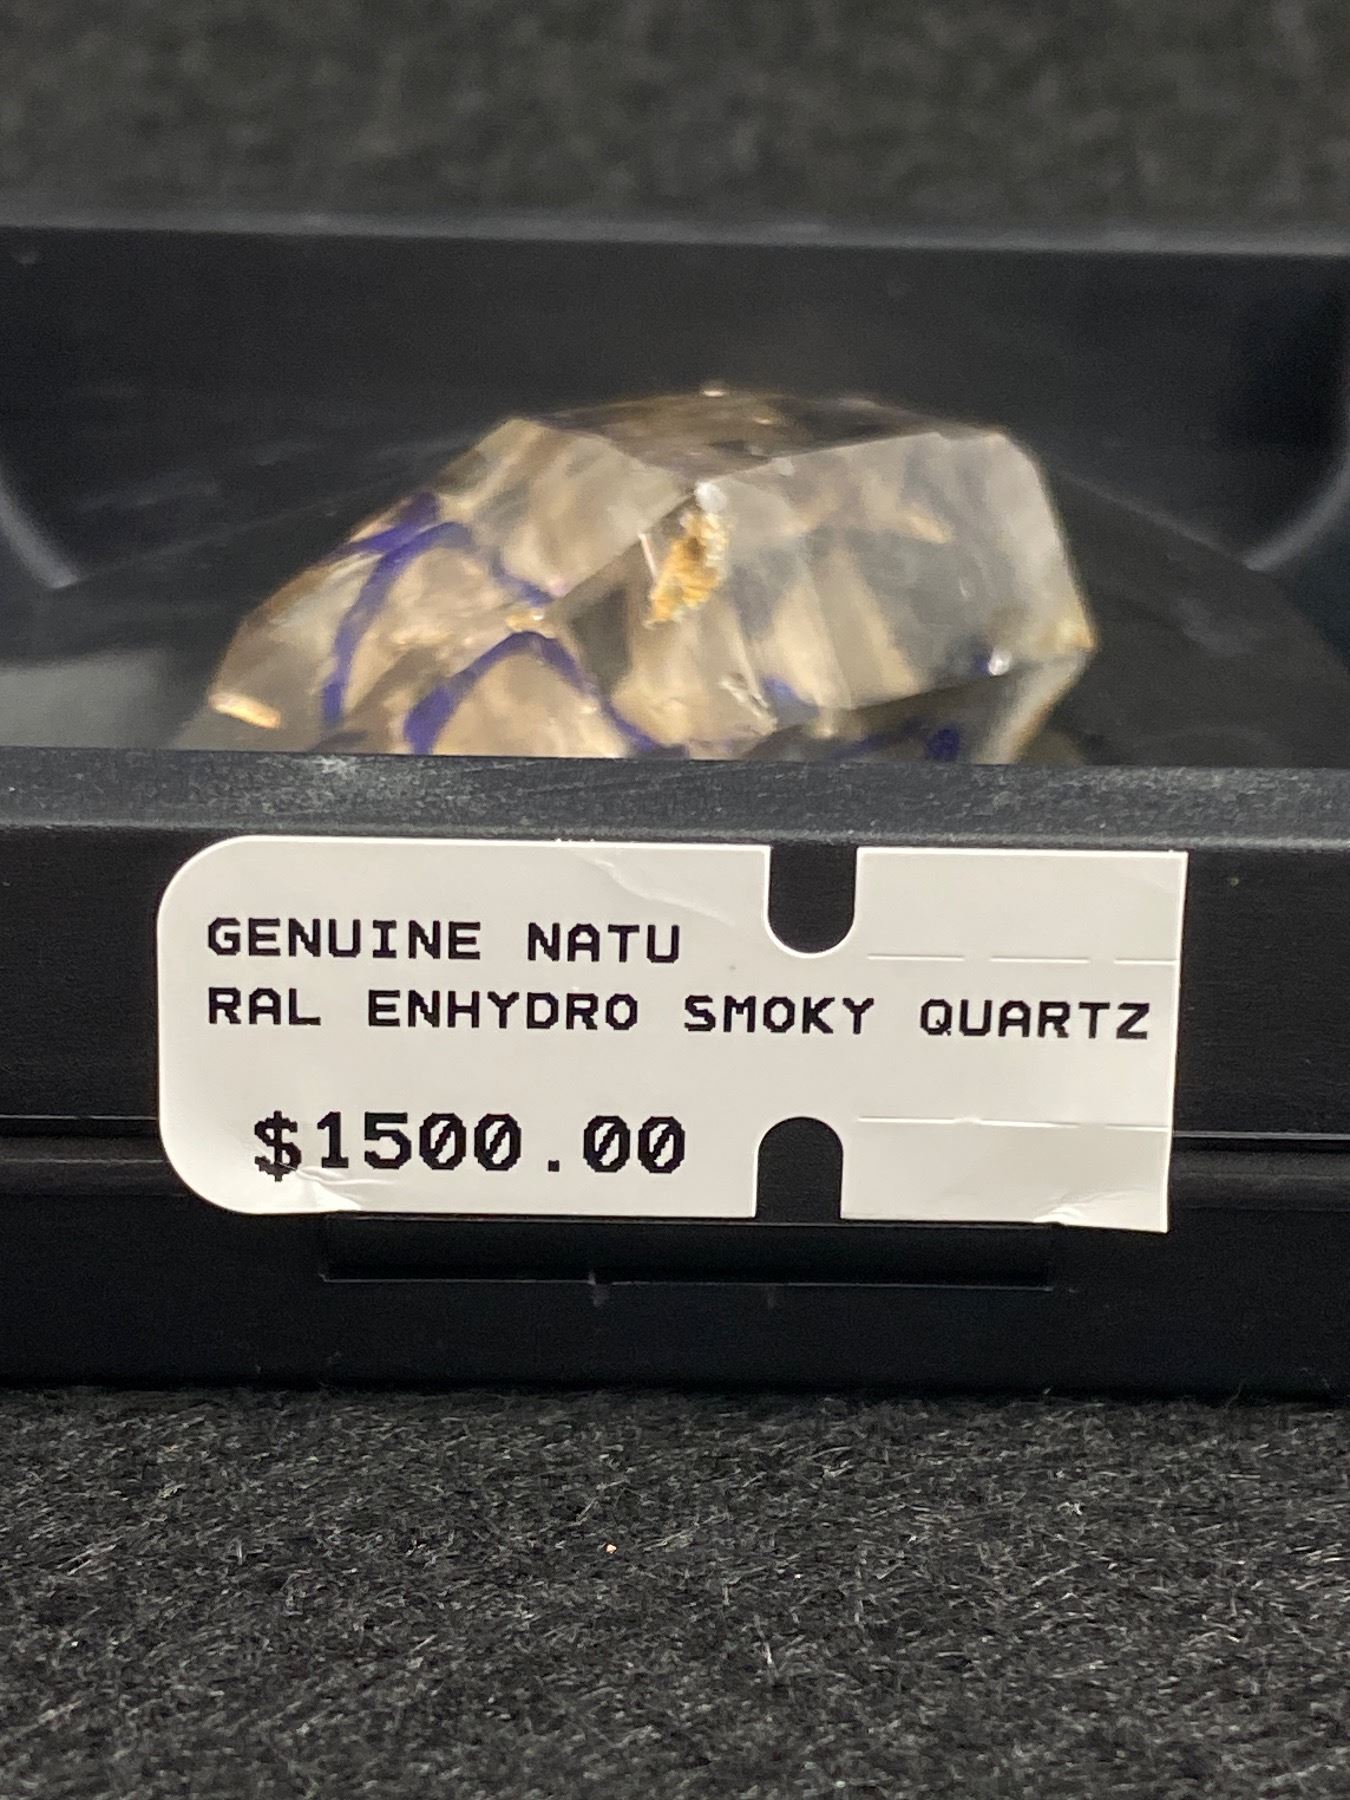 GENUINE NATU
RAL ENHYDRO SMOKY QUARTZ
$1500.00